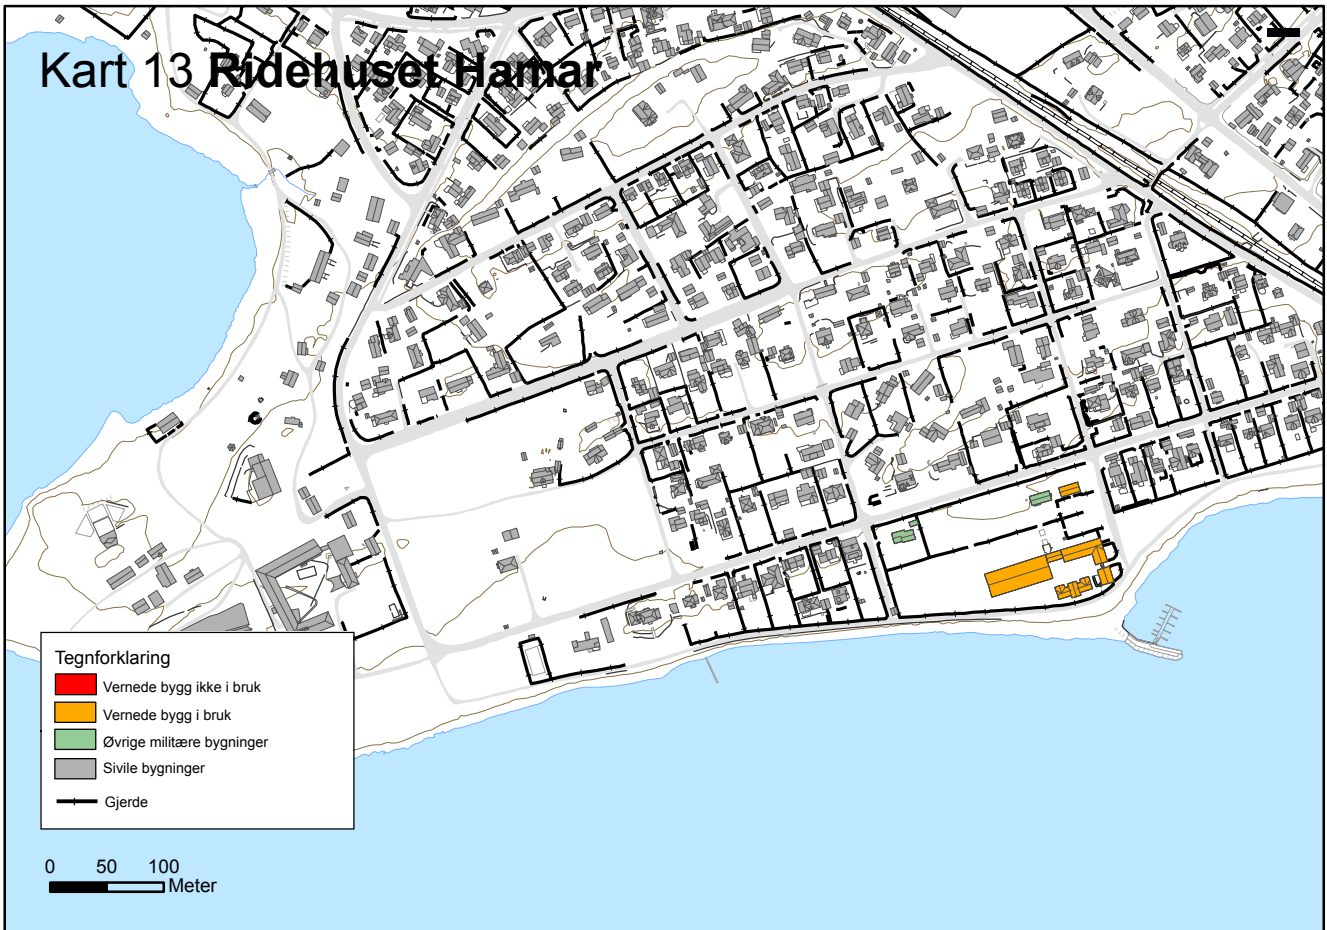 Kart 13 Ridehuset Hamar
Tegnforklaring
Vernede bygg ikke i bruk
Vernede bygg i bruk
Øvrige militære bygninger
Sivile bygninger
Gjerde
0 50 100
Meter